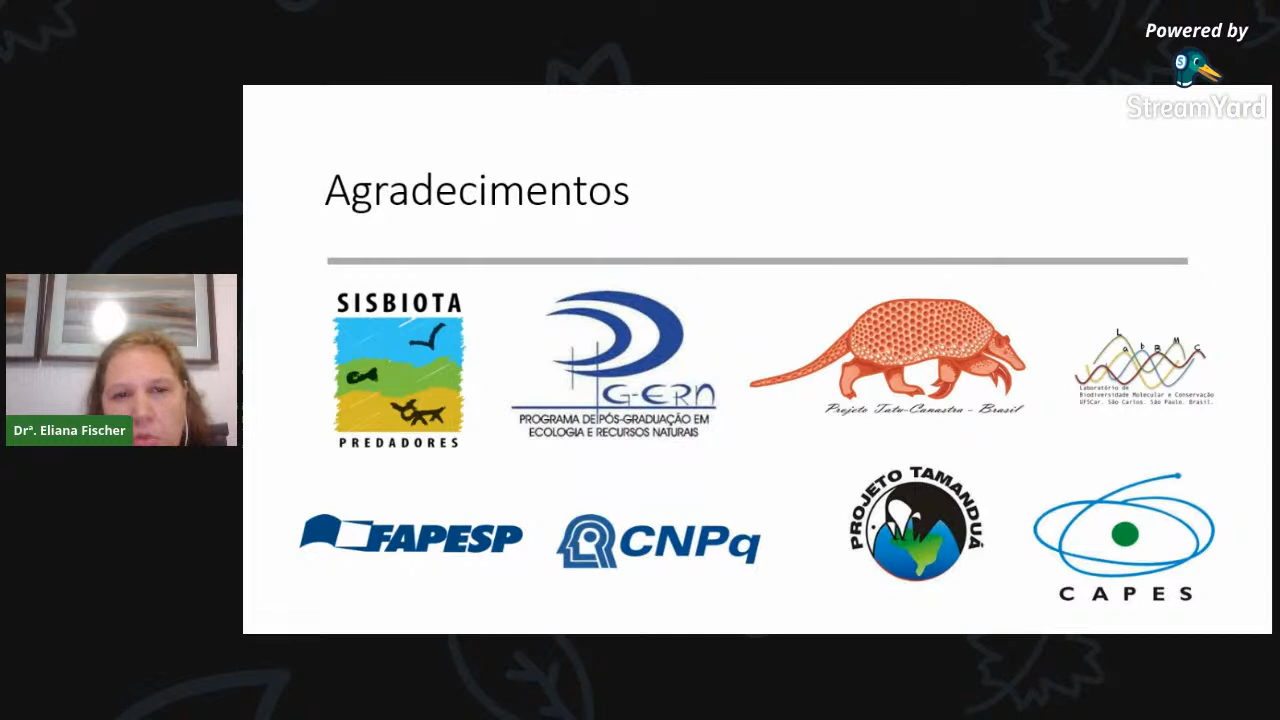 Powered by
StreamYard
Agradecimentos
SISBIOTA
PREDADORES
PPG-ERN
PROGRAMA DE PÓS-GRADUAÇÃO EM
ECOLOGIA E RECURSOS NATURAIS
Projeto Tatu-Canastra - Brasil
LabBMC
Laboratório de
Biodiversidade Molecular e Conservação
UFSCar. São Carlos. São Paulo. Brasil.
Drª. Eliana Fischer
FAPESP
CNPq
PROJETO TAMANDUÁ
CAPES